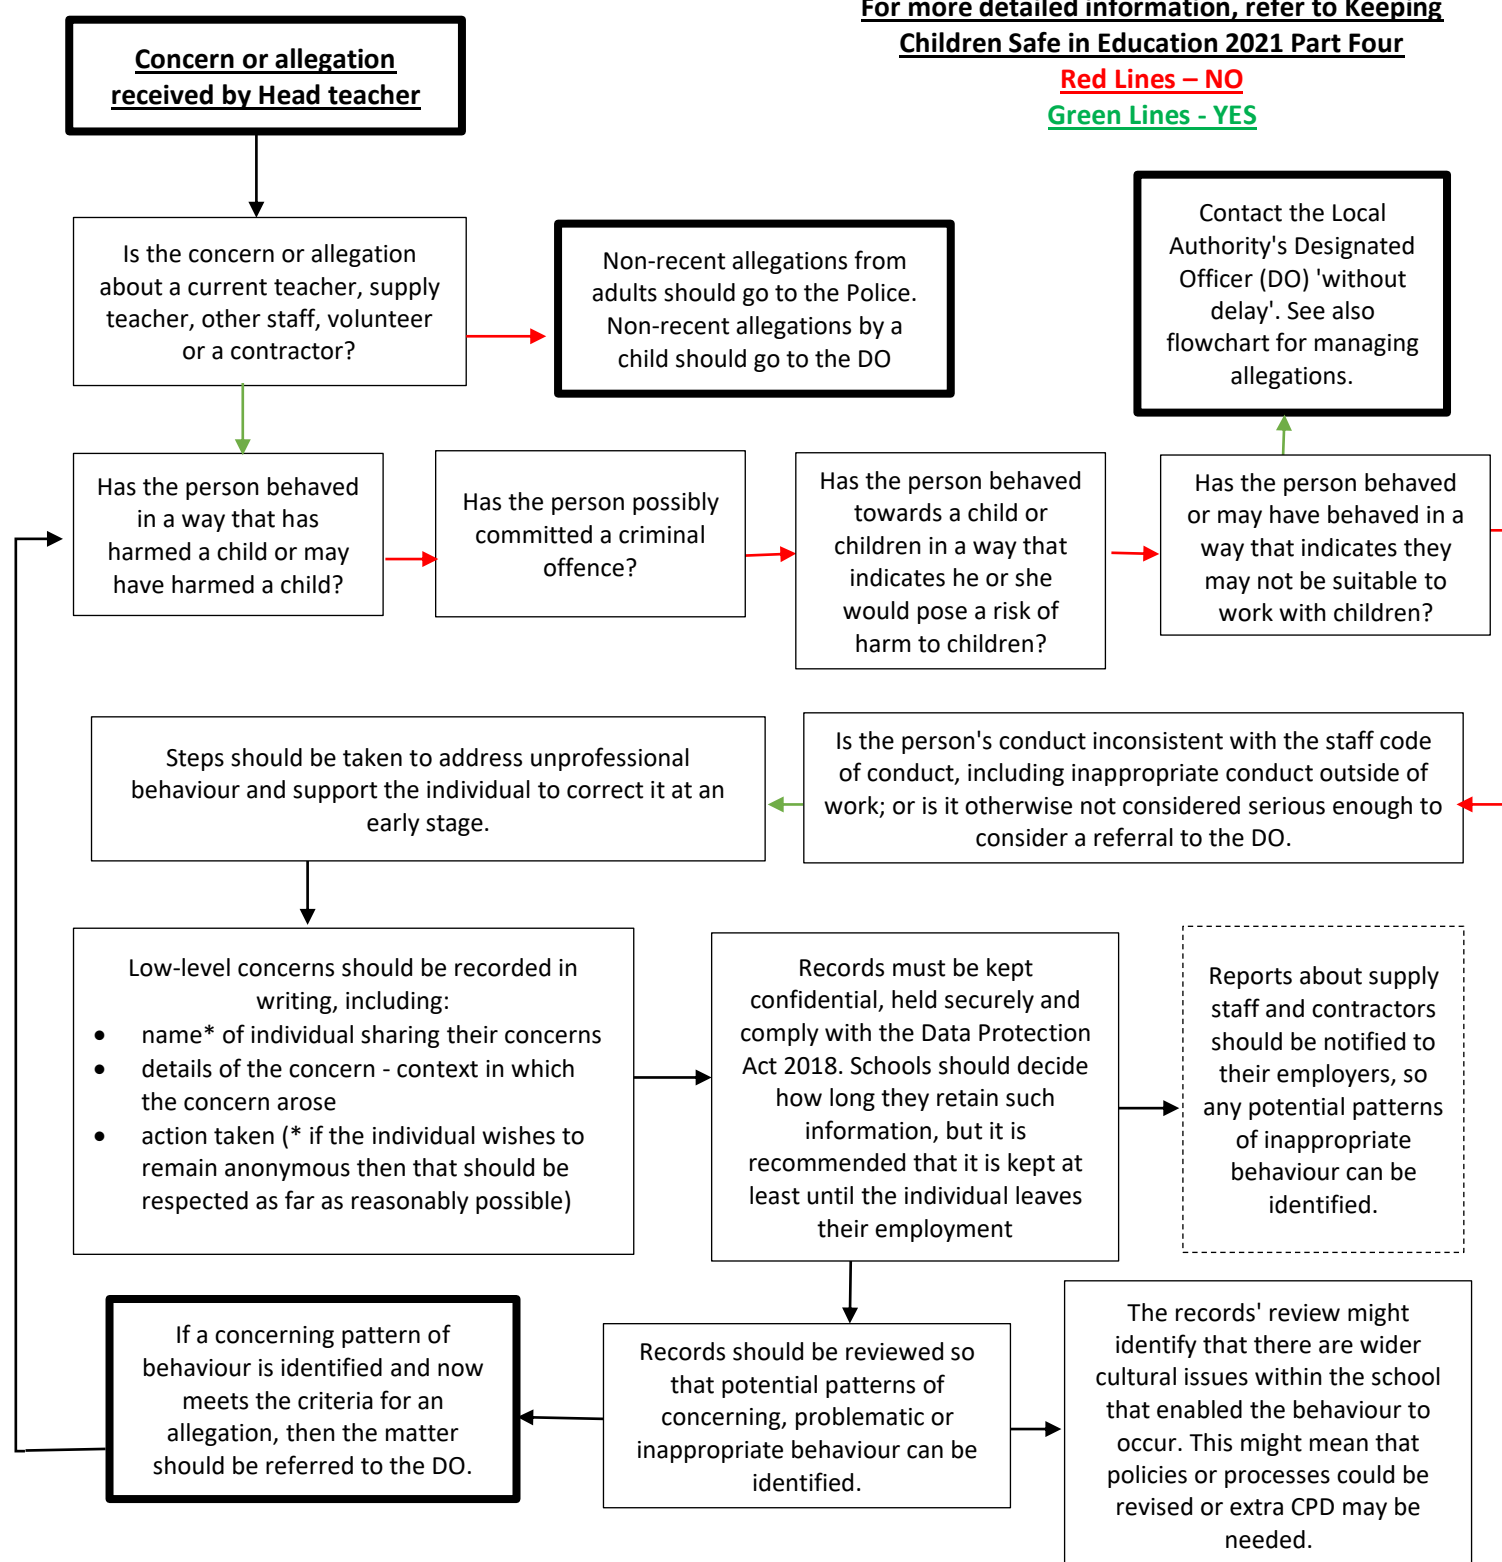 For more detailed information, refer to Keeping
Children Safe in Education 2021 Part Four
Red Lines – NO
Green Lines - YES
Concern or allegation
received by Head teacher
Is the concern or allegation
about a current teacher, supply
teacher, other staff, volunteer
or a contractor?
Non-recent allegations from
adults should go to the Police.
Non-recent allegations by a
child should go to the DO
Contact the Local
Authority's Designated
Officer (DO) 'without
delay'. See also
flowchart for managing
allegations.
Has the person behaved
in a way that has
harmed a child or may
have harmed a child?
Has the person possibly
committed a criminal
offence?
Has the person behaved
towards a child or
children in a way that
indicates he or she
would pose a risk of
harm to children?
Has the person behaved
or may have behaved in a
way that indicates they
may not be suitable to
work with children?
Steps should be taken to address unprofessional
behaviour and support the individual to correct it at an
early stage.
Is the person's conduct inconsistent with the staff code
of conduct, including inappropriate conduct outside of
work; or is it otherwise not considered serious enough to
consider a referral to the DO.
Low-level concerns should be recorded in
writing, including:
• name* of individual sharing their concerns
• details of the concern - context in which
the concern arose
• action taken (* if the individual wishes to
remain anonymous then that should be
respected as far as reasonably possible)
Records must be kept
confidential, held securely and
comply with the Data Protection
Act 2018. Schools should decide
how long they retain such
information, but it is
recommended that it is kept at
least until the individual leaves
their employment
Reports about supply
staff and contractors
should be notified to
their employers, so
any potential patterns
of inappropriate
behaviour can be
identified.
If a concerning pattern of
behaviour is identified and now
meets the criteria for an
allegation, then the matter
should be referred to the DO.
Records should be reviewed so
that potential patterns of
concerning, problematic or
inappropriate behaviour can be
identified.
The records' review might
identify that there are wider
cultural issues within the school
that enabled the behaviour to
occur. This might mean that
policies or processes could be
revised or extra CPD may be
needed.